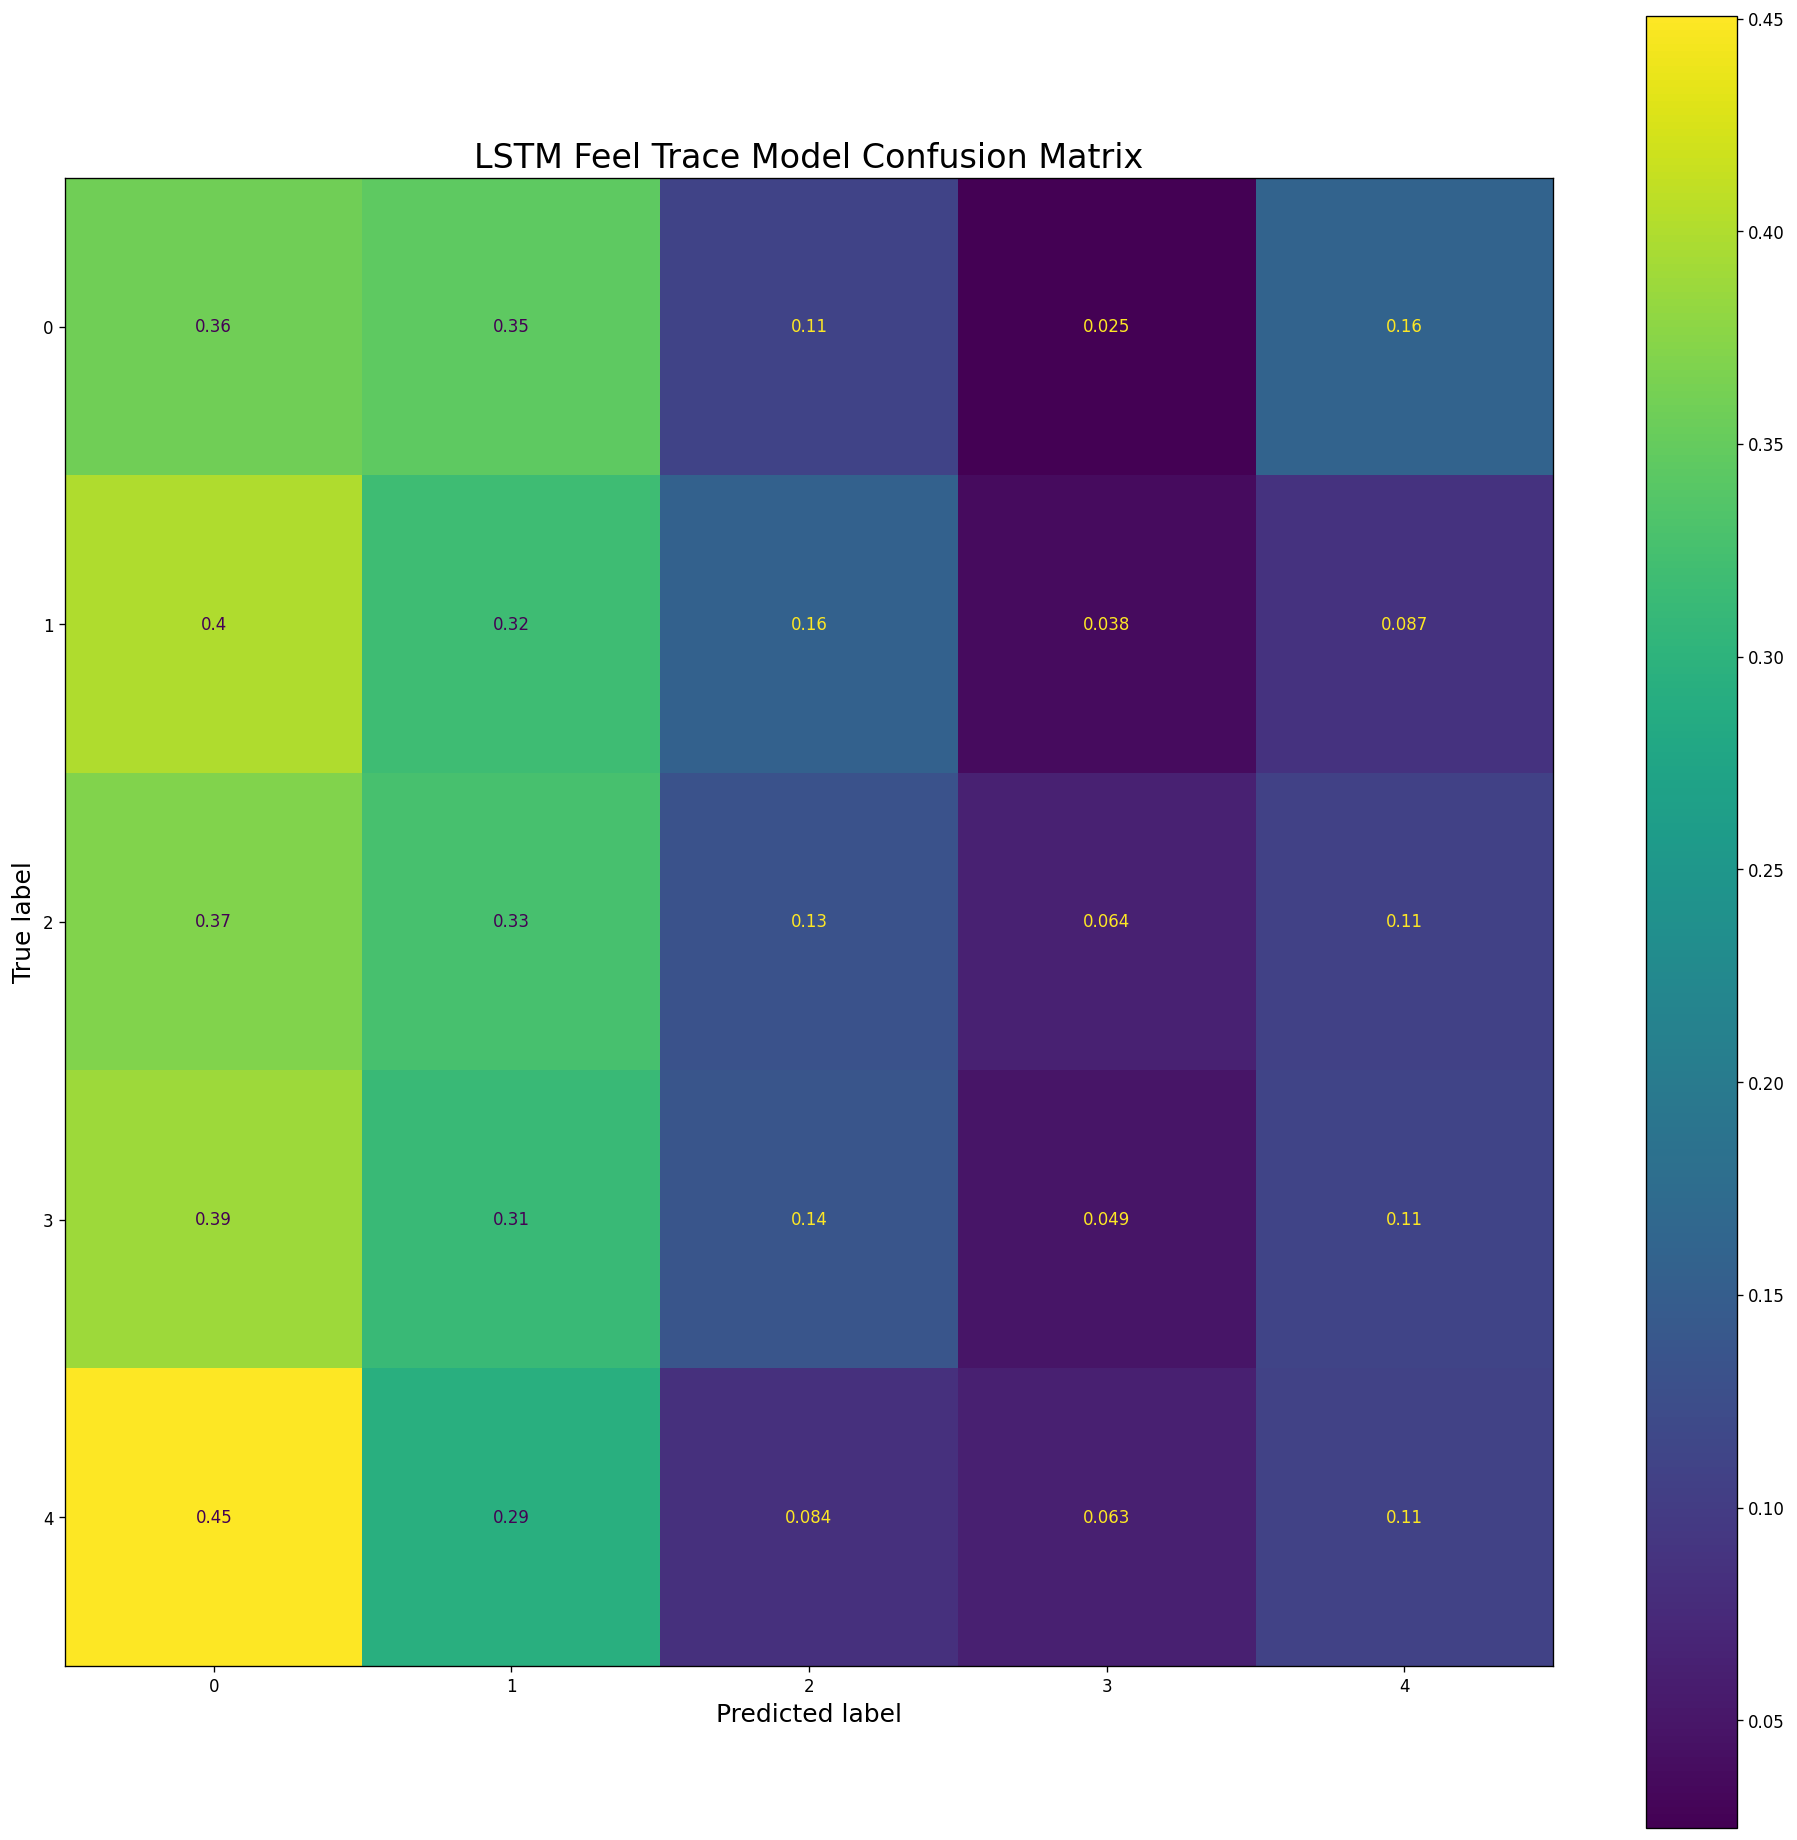 LSTM Feel Trace Model Confusion Matrix
0.45
0.40
0.35
0.30
0.25
0.20
0.15
0.10
0.05
True label
0 0.36 0.35 0.11 0.025 0.16
1 0.4 0.32 0.16 0.038 0.087
2 0.37 0.33 0.13 0.064 0.11
3 0.39 0.31 0.14 0.049 0.11
4 0.45 0.29 0.084 0.063 0.11
0 1 2 3 4
Predicted label